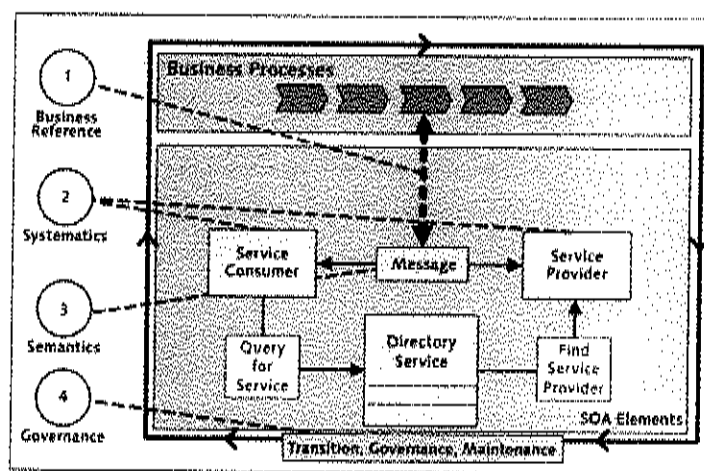 Business Processes
1
Business
Reference
2
Systematics
Service
Consumer
Message
Service
Provider
3
Semantics
Query
for
Service
Directory
Service
Find
Service
Provider
4
Governance
SOA Elements
Transition, Governance, Maintenance